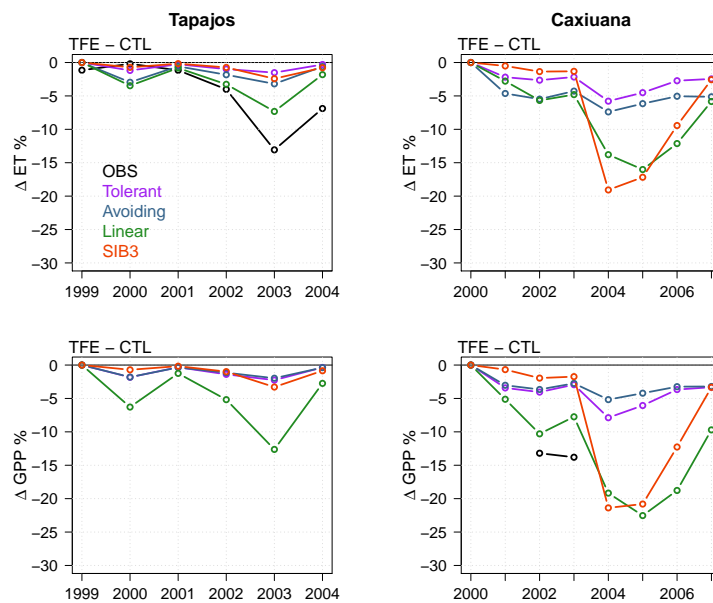 Tapajos
Caxiuana
TFE – CTL
0
−5
−10
−15
−20
−25
−30
Δ ET %
OBS
Tolerant
Avoiding
Linear
SIB3
1999 2000 2001 2002 2003 2004
TFE – CTL
0
−5
−10
−15
−20
−25
−30
Δ ET %
2000 2002 2004 2006
TFE – CTL
0
−5
−10
−15
−20
−25
−30
Δ GPP %
1999 2000 2001 2002 2003 2004
TFE – CTL
0
−5
−10
−15
−20
−25
−30
Δ GPP %
2000 2002 2004 2006